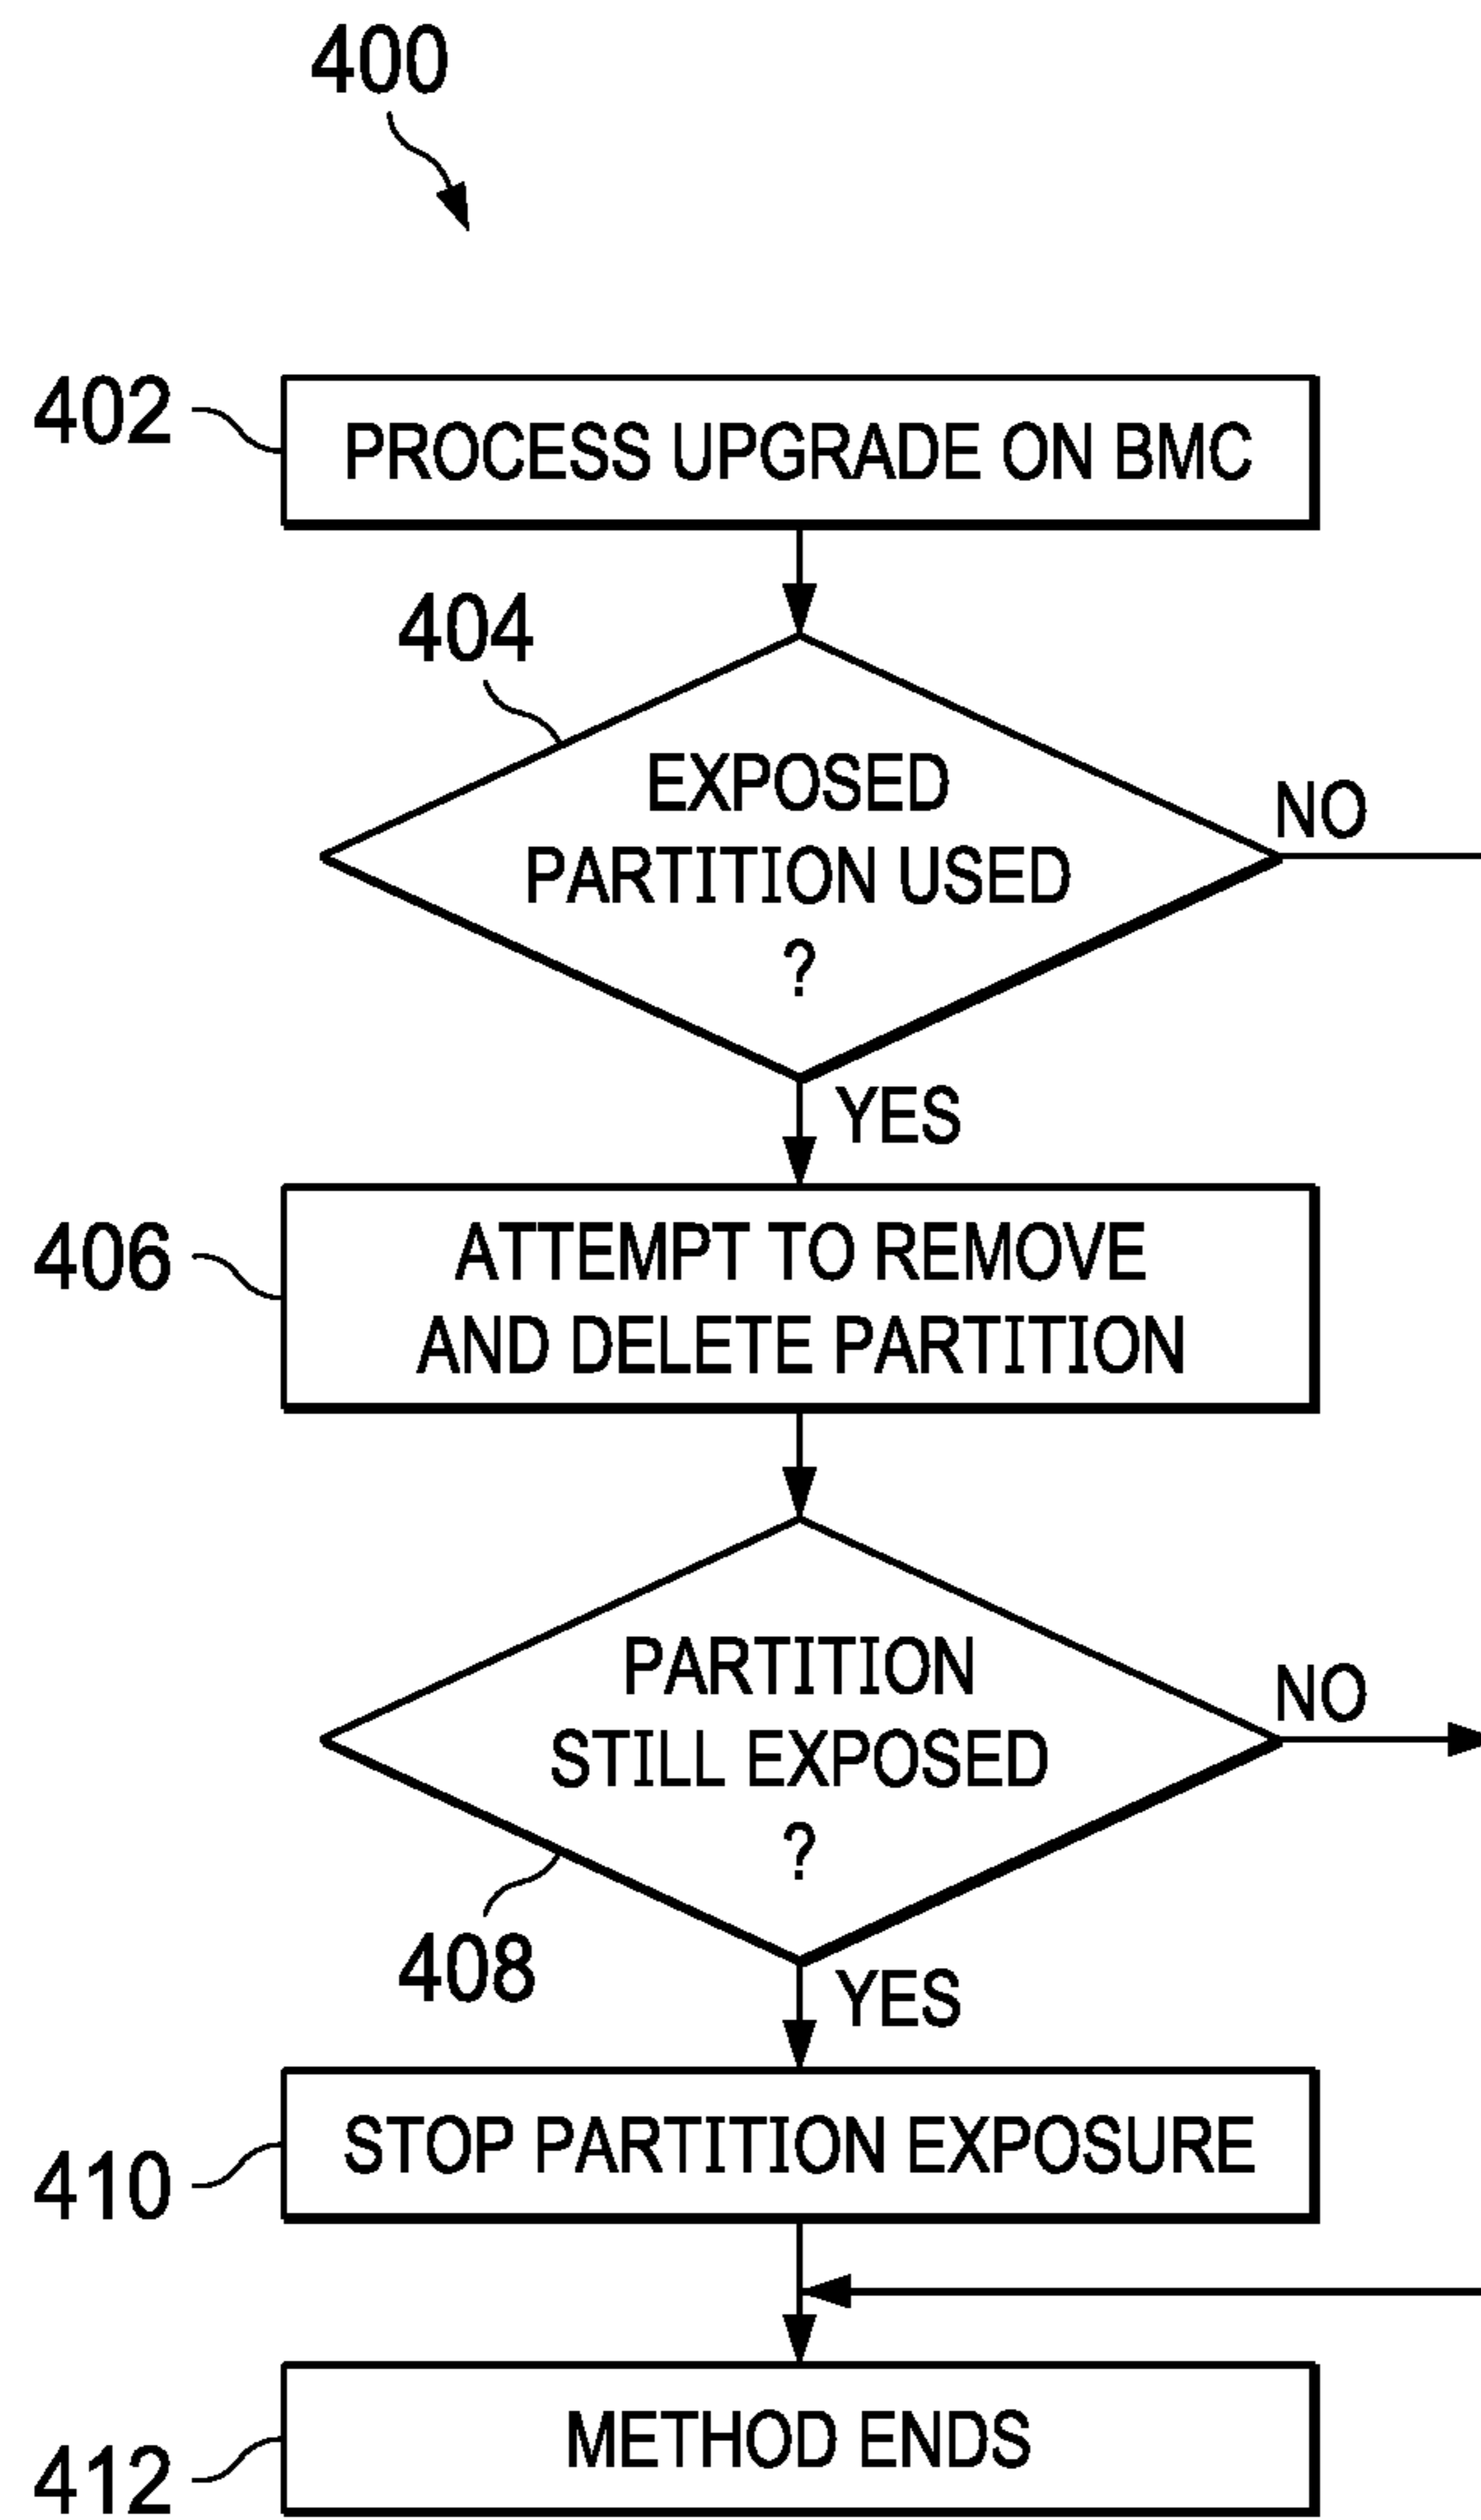 400
402
PROCESS UPGRADE ON BMC
404
EXPOSED
PARTITION USED
?
NO
YES
406
ATTEMPT TO REMOVE
AND DELETE PARTITION
PARTITION
STILL EXPOSED
?
NO
408
YES
STOP PARTITION EXPOSURE
410
METHOD ENDS
412